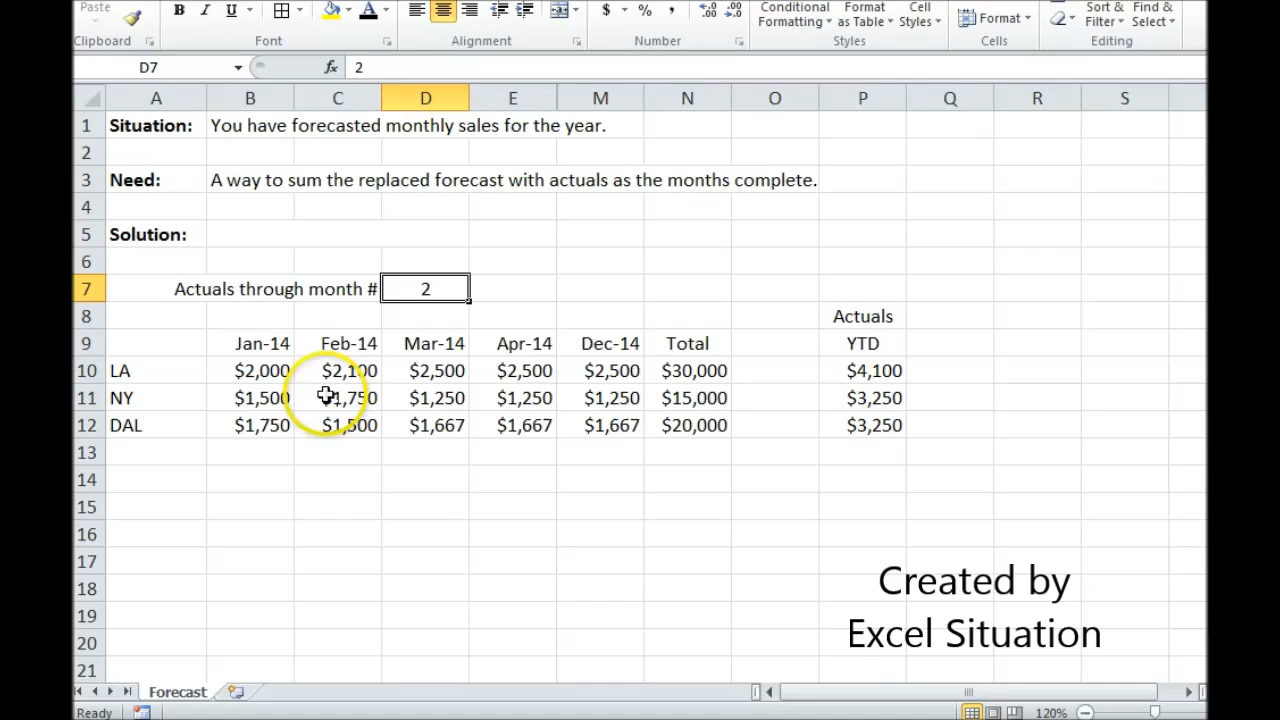 Paste
B I U A $ % , .00 .0
Conditional Format Cell
Formatting as Table Styles
Format
Sort & Find &
Filter Select
Clipboard Font Alignment Number Styles Cells Editing
D7 fx 2
A B C D E M N O P Q R S
1 Situation: You have forecasted monthly sales for the year.
2
3 Need: A way to sum the replaced forecast with actuals as the months complete.
4
5 Solution:
6
7 Actuals through month # 2
8 Actuals
9 Jan-14 Feb-14 Mar-14 Apr-14 Dec-14 Total YTD
10 LA $2,000 $2,100 $2,500 $2,500 $2,500 $30,000 $4,100
11 NY $1,500 $1,750 $1,250 $1,250 $1,250 $15,000 $3,250
12 DAL $1,750 $1,500 $1,667 $1,667 $1,667 $20,000 $3,250
13
14
15
16
17
18
19
20
21
Created by
Excel Situation
Forecast
Ready 120%